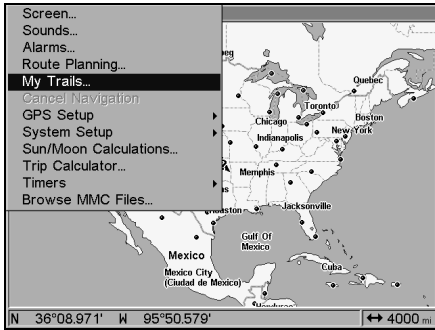 Screen...
Sounds...
Alarms...
Route Planning...
My Trails...
Cancel Navigation
GPS Setup
System Setup
Sun/Moon Calculations...
Trip Calculator...
Timers
Browse MMC Files...
Quebec
Toronto
Boston
Chicago
New York
Indianapolis
Memphis
Jacksonville
Gulf Of
Mexico
Mexico
Cuba
Mexico City
(Ciudad de Mexico)
N 36°08.971' W 95°50.579' ↔ 4000 mi